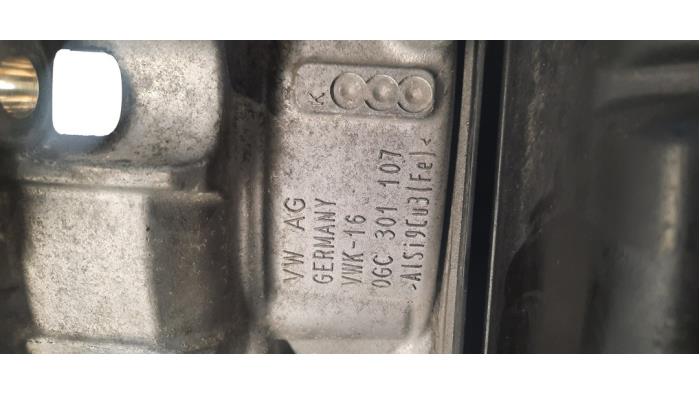 K
VW AG
GERMANY
VWK-16
0GC 301 107
>AlSi9Cu3(Fe)<